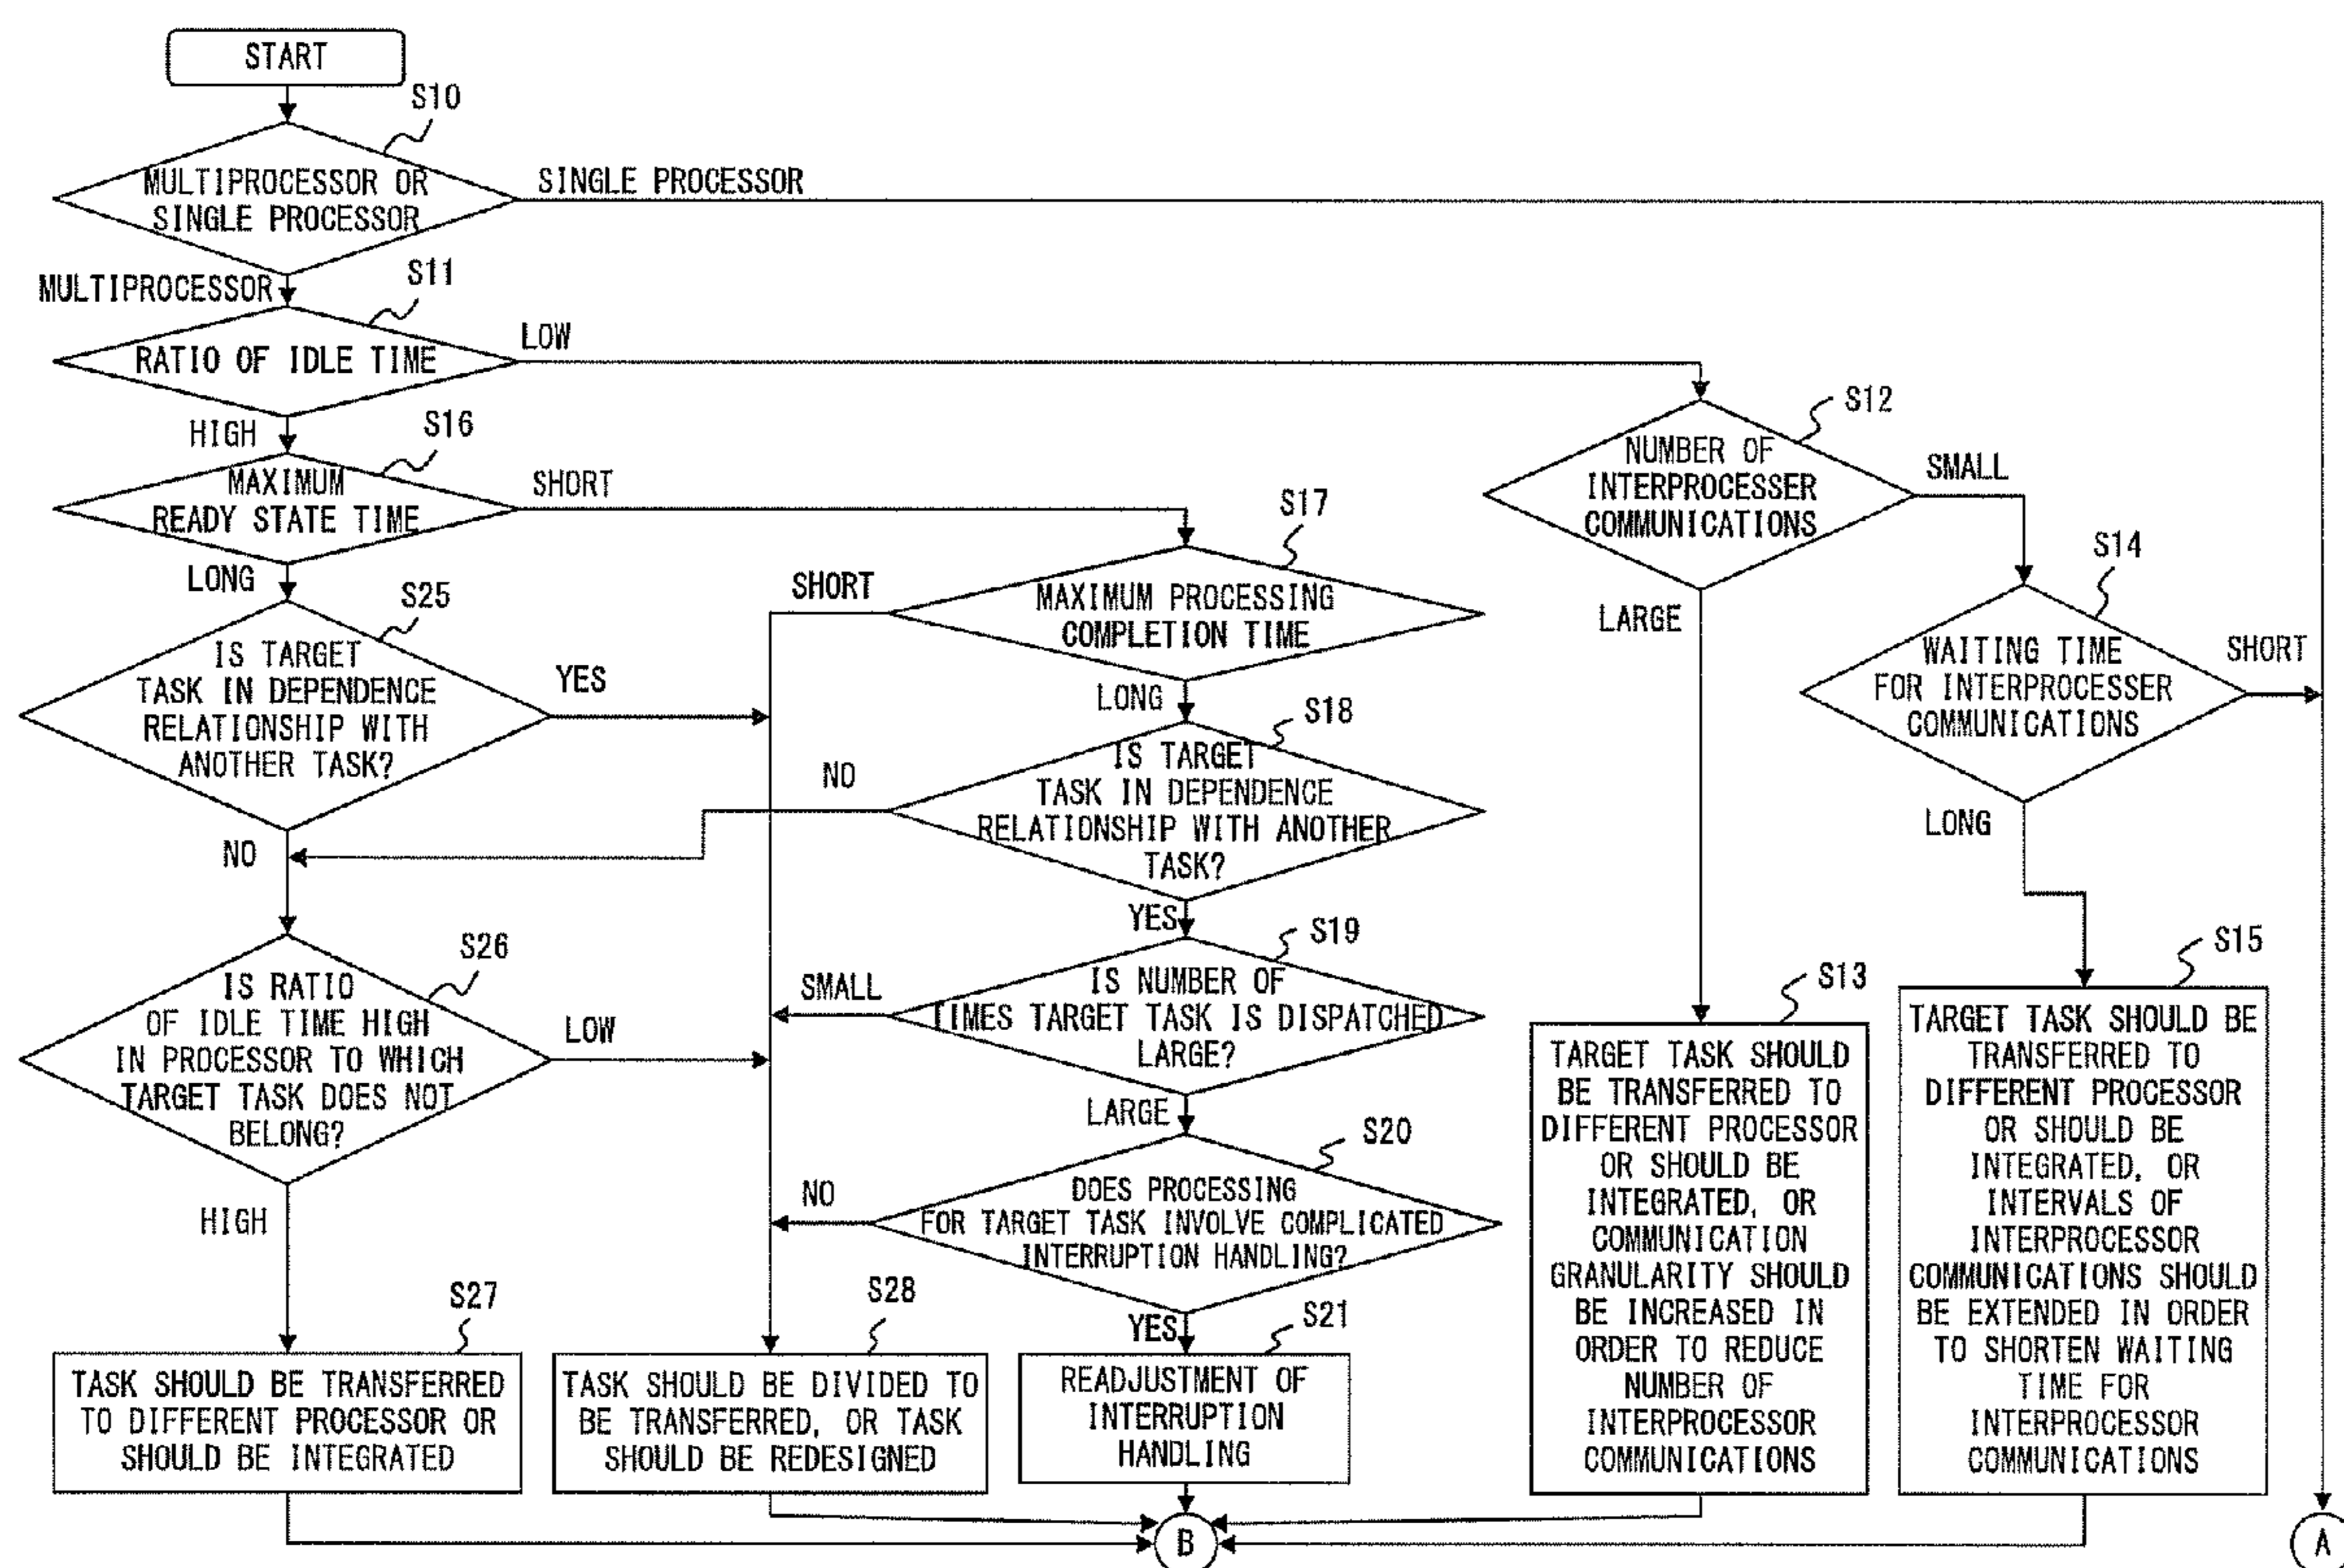 START
S10
MULTIPROCESSOR OR
SINGLE PROCESSOR
SINGLE PROCESSOR
MULTIPROCESSOR
S11
RATIO OF IDLE TIME
LOW
HIGH
S16
MAXIMUM
READY STATE TIME
SHORT
LONG
S12
NUMBER OF
INTERPROCESSER
COMMUNICATIONS
SMALL
LARGE
S17
MAXIMUM PROCESSING
COMPLETION TIME
SHORT
LONG
S14
WAITING TIME
FOR INTERPROCESSER
COMMUNICATIONS
SHORT
LONG
S25
IS TARGET
TASK IN DEPENDENCE
RELATIONSHIP WITH
ANOTHER TASK?
YES
NO
S18
IS TARGET
TASK IN DEPENDENCE
RELATIONSHIP WITH ANOTHER
TASK?
NO
YES
S26
IS RATIO
OF IDLE TIME HIGH
IN PROCESSOR TO WHICH
TARGET TASK DOES NOT
BELONG?
LOW
HIGH
S19
IS NUMBER OF
TIMES TARGET TASK IS DISPATCHED
LARGE?
SMALL
LARGE
S20
DOES PROCESSING
FOR TARGET TASK INVOLVE COMPLICATED
INTERRUPTION HANDLING?
NO
YES
S13
TARGET TASK SHOULD
BE TRANSFERRED TO
DIFFERENT PROCESSOR
OR SHOULD BE
INTEGRATED, OR
COMMUNICATION
GRANULARITY SHOULD
BE INCREASED IN
ORDER TO REDUCE
NUMBER OF
INTERPROCESSOR
COMMUNICATIONS
S15
TARGET TASK SHOULD BE
TRANSFERRED TO
DIFFERENT PROCESSOR
OR SHOULD BE
INTEGRATED, OR
INTERVALS OF
INTERPROCESSOR
COMMUNICATIONS SHOULD
BE EXTENDED IN ORDER
TO SHORTEN WAITING
TIME FOR
INTERPROCESSOR
COMMUNICATIONS
S27
TASK SHOULD BE TRANSFERRED
TO DIFFERENT PROCESSOR OR
SHOULD BE INTEGRATED
S28
TASK SHOULD BE DIVIDED TO
BE TRANSFERRED, OR TASK
SHOULD BE REDESIGNED
S21
READJUSTMENT OF
INTERRUPTION
HANDLING
B
A